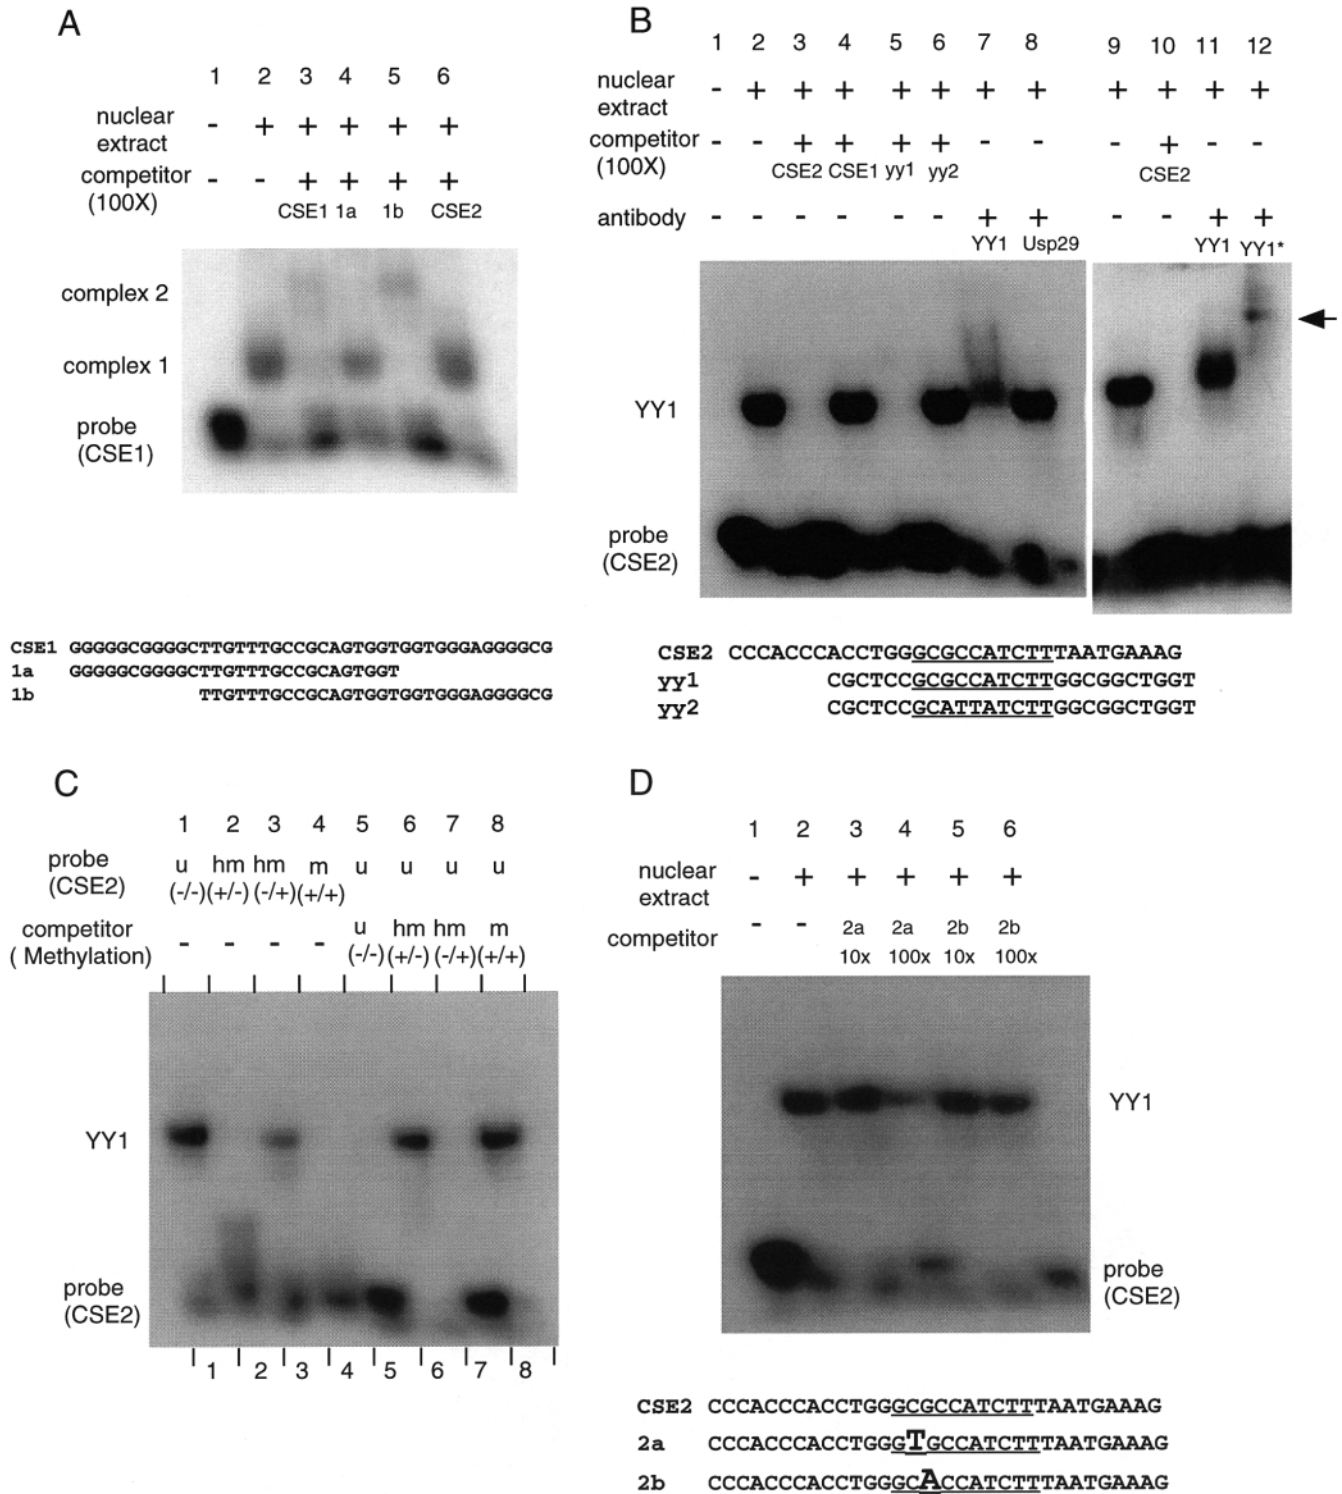 A
1 2 3 4 5 6
nuclear
extract
- + + + + +
competitor
(100X)
- - + + + +
CSE1 1a 1b CSE2
complex 2
complex 1
probe
(CSE1)
CSE1 GGGGGCGGGGCTTGTTTGCCGCAGTGGTGGTGGGAGGGGCG
1a GGGGGCGGGGCTTGTTTGCCGCAGTGGT
1b TTGTTTGCCGCAGTGGTGGTGGGAGGGGCG
B
1 2 3 4 5 6 7 8 9 10 11 12
nuclear
extract
- + + + + + + + + + + +
competitor
(100X)
- - + + + + - - - + - -
CSE2 CSE1 yy1 yy2 CSE2
antibody
- - - - - - + + - - + +
YY1 Usp29 YY1 YY1*
YY1
probe
(CSE2)
CSE2 CCCACCCACCTGGGCGCCATCTTTAATGAAAG
yy1 CGCTCCGCGCCATCTTGGCGGCTGGT
yy2 CGCTCCGCATTATCTTGGCGGCTGGT
C
1 2 3 4 5 6 7 8
probe
(CSE2)
u hm hm m u u u u
(-/-) (+/-) (-/+) (+/+)
competitor
( Methylation)
- - - - u hm hm m
(-/-) (+/-) (-/+) (+/+)
YY1
probe
(CSE2)
1 2 3 4 5 6 7 8
D
1 2 3 4 5 6
nuclear
extract
- + + + + +
competitor
- - 2a 2a 2b 2b
10x 100x 10x 100x
YY1
probe
(CSE2)
CSE2 CCCACCCACCTGGGCGCCATCTTTAATGAAAG
2a CCCACCCACCTGGGTGCCATCTTTAATGAAAG
2b CCCACCCACCTGGGCACCATCTTTAATGAAAG